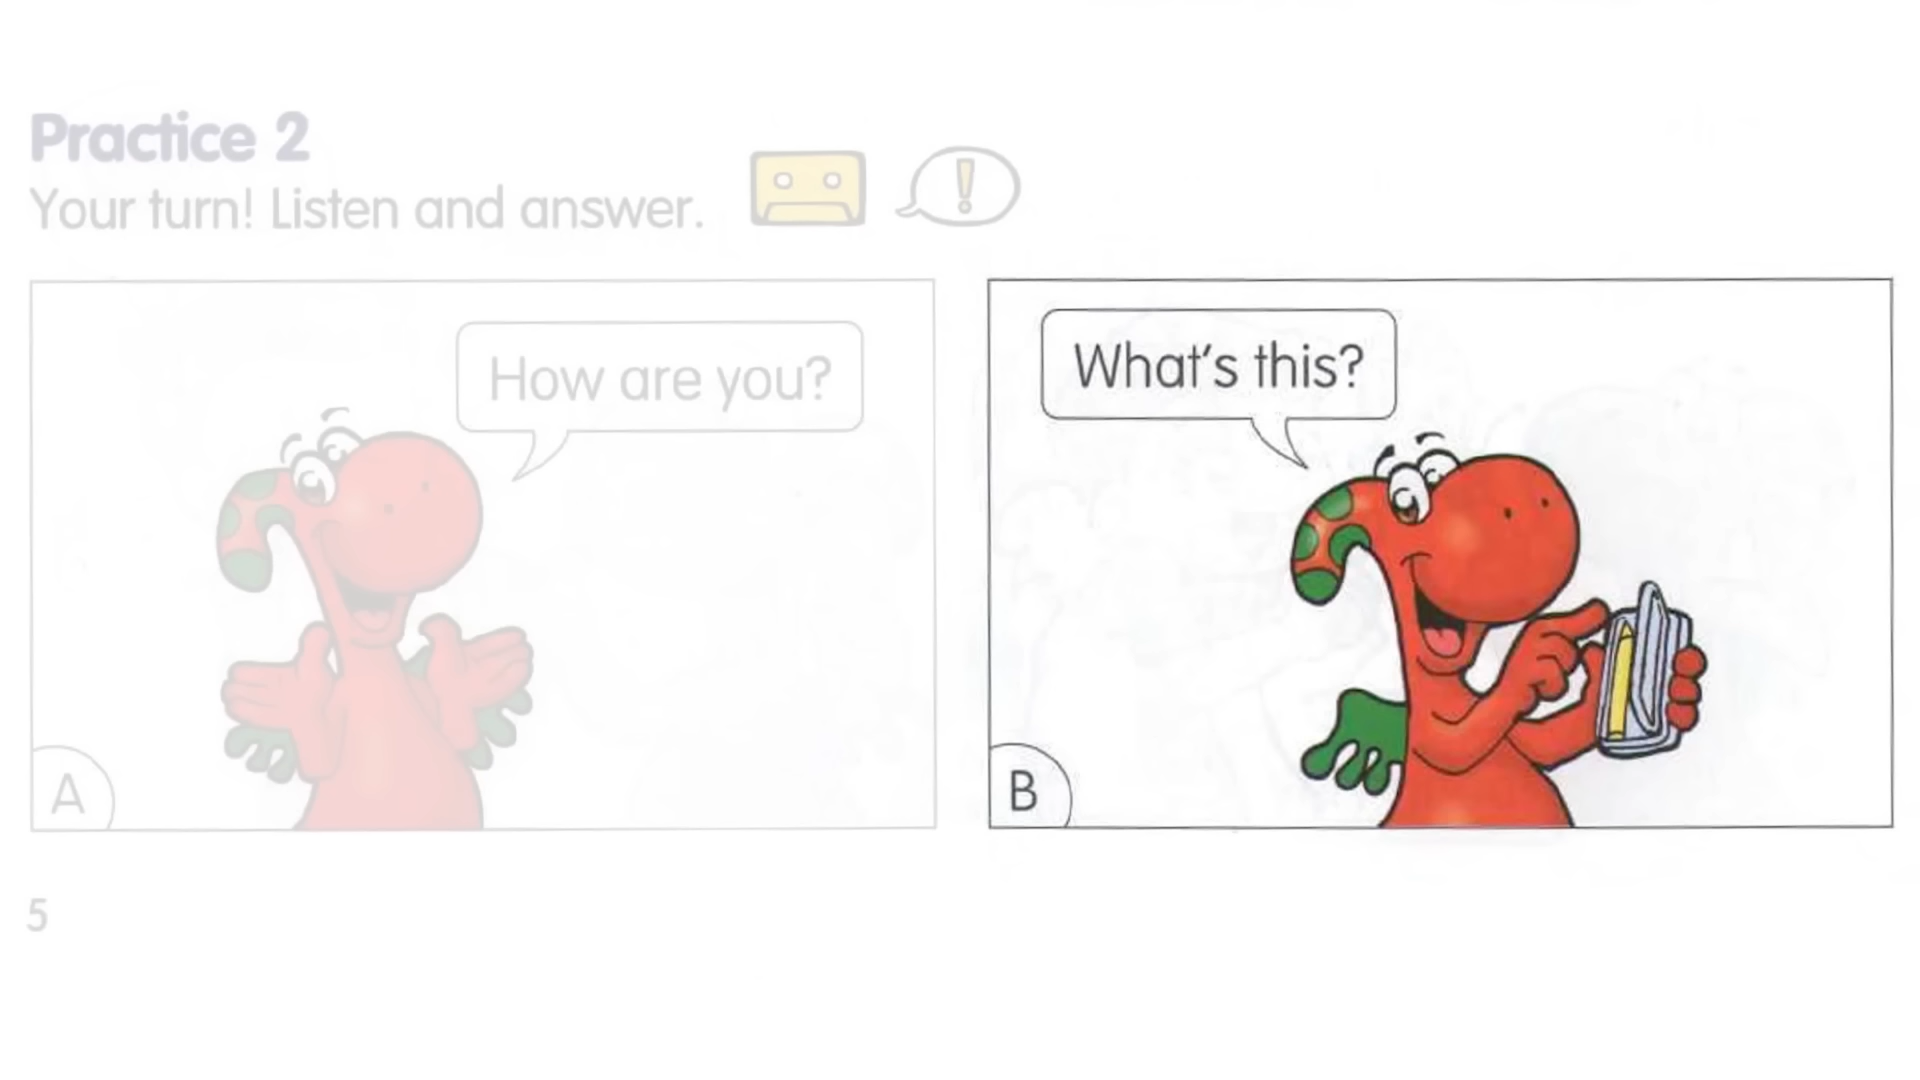 Practice 2
Your turn! Listen and answer.
!
How are you?
What's this?
A
B
5